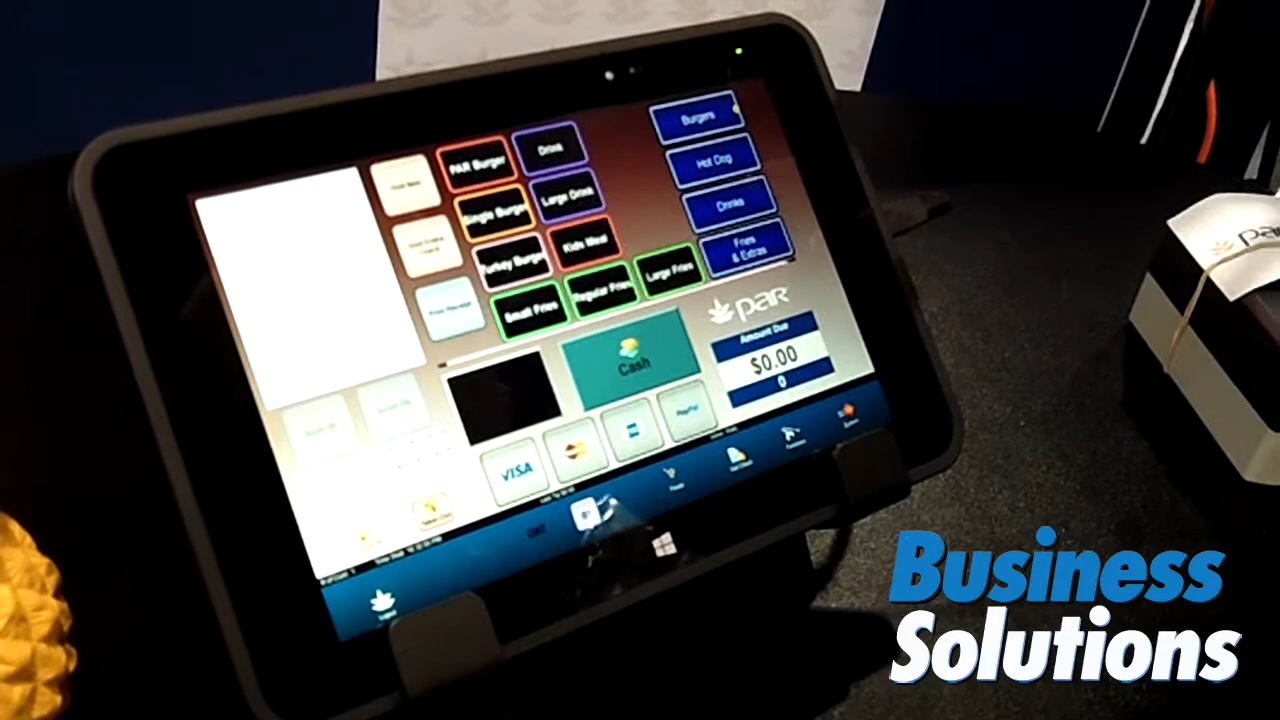 PAR Burger
Drink
Burgers
Single Burger
Large Drink
Hot Dog
Turkey Burger
Kids Meal
Drinks
Small Fries
Regular Fries
Large Fries
Fries
& Extras
par
Amount Due
$0.00
0
Cash
VISA
PayPal
par
Business
Solutions